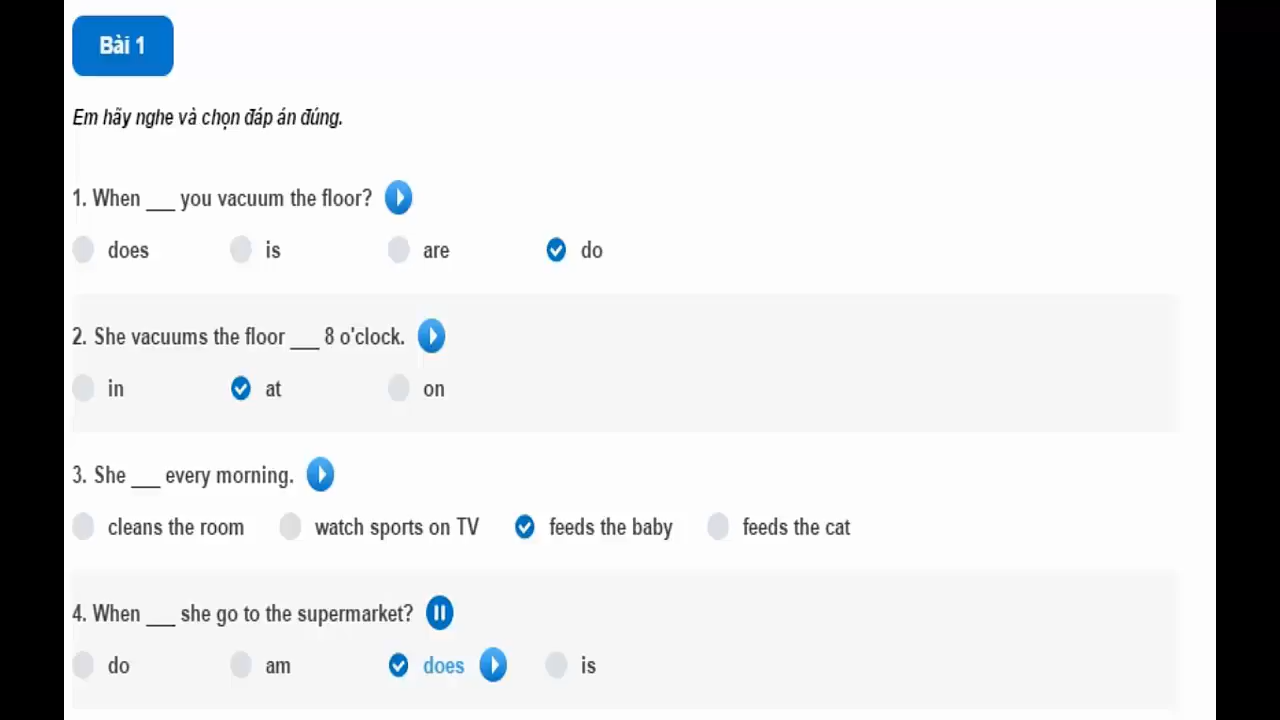 Bài 1
Em hãy nghe và chọn đáp án đúng.
1. When ___ you vacuum the floor?
does is are do
2. She vacuums the floor ___ 8 o'clock.
in at on
3. She ___ every morning.
cleans the room watch sports on TV feeds the baby feeds the cat
4. When ___ she go to the supermarket?
do am does is